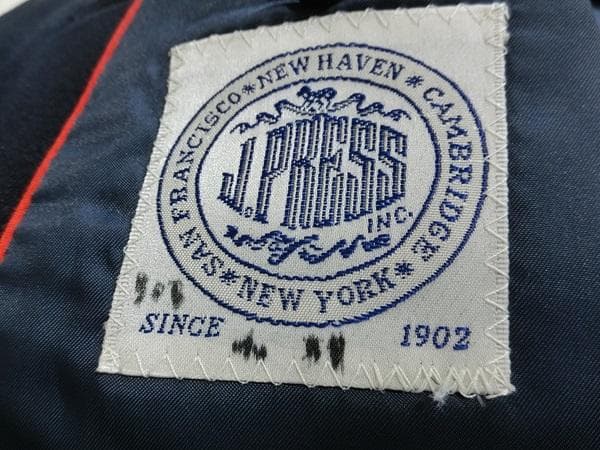 SAN FRANCISCO * NEW HAVEN * CAMBRIDGE * NEW YORK *
J. PRESS
INC.
SINCE 1902